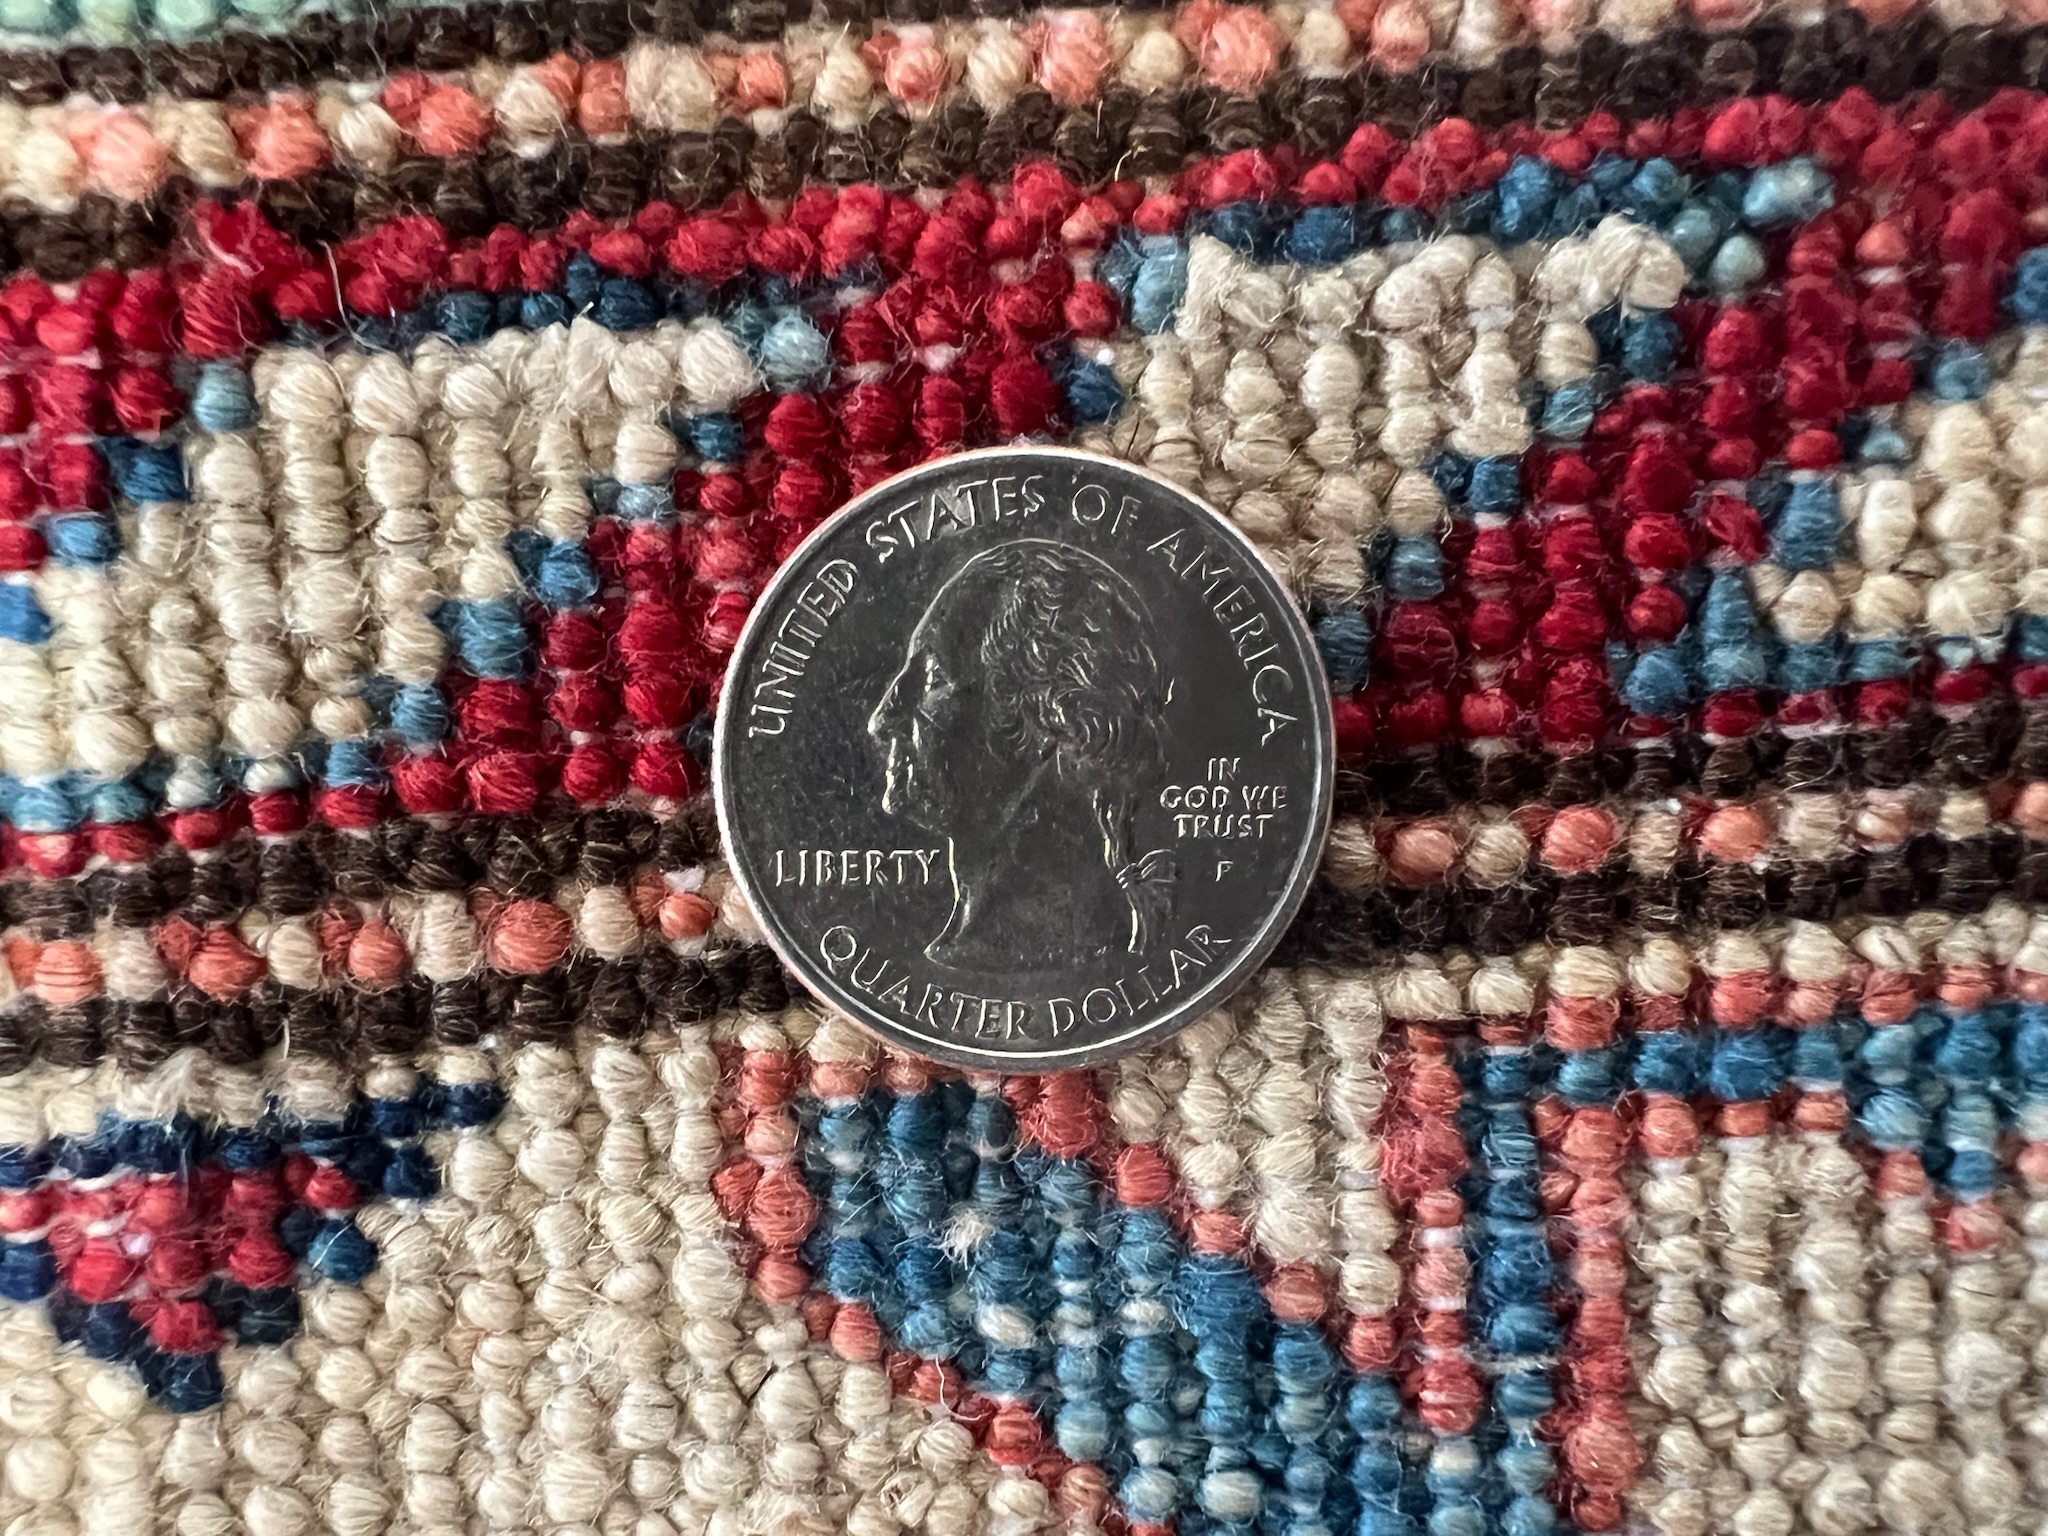 UNITED STATES OF AMERICA
LIBERTY
IN
GOD WE
TRUST
P
QUARTER DOLLAR